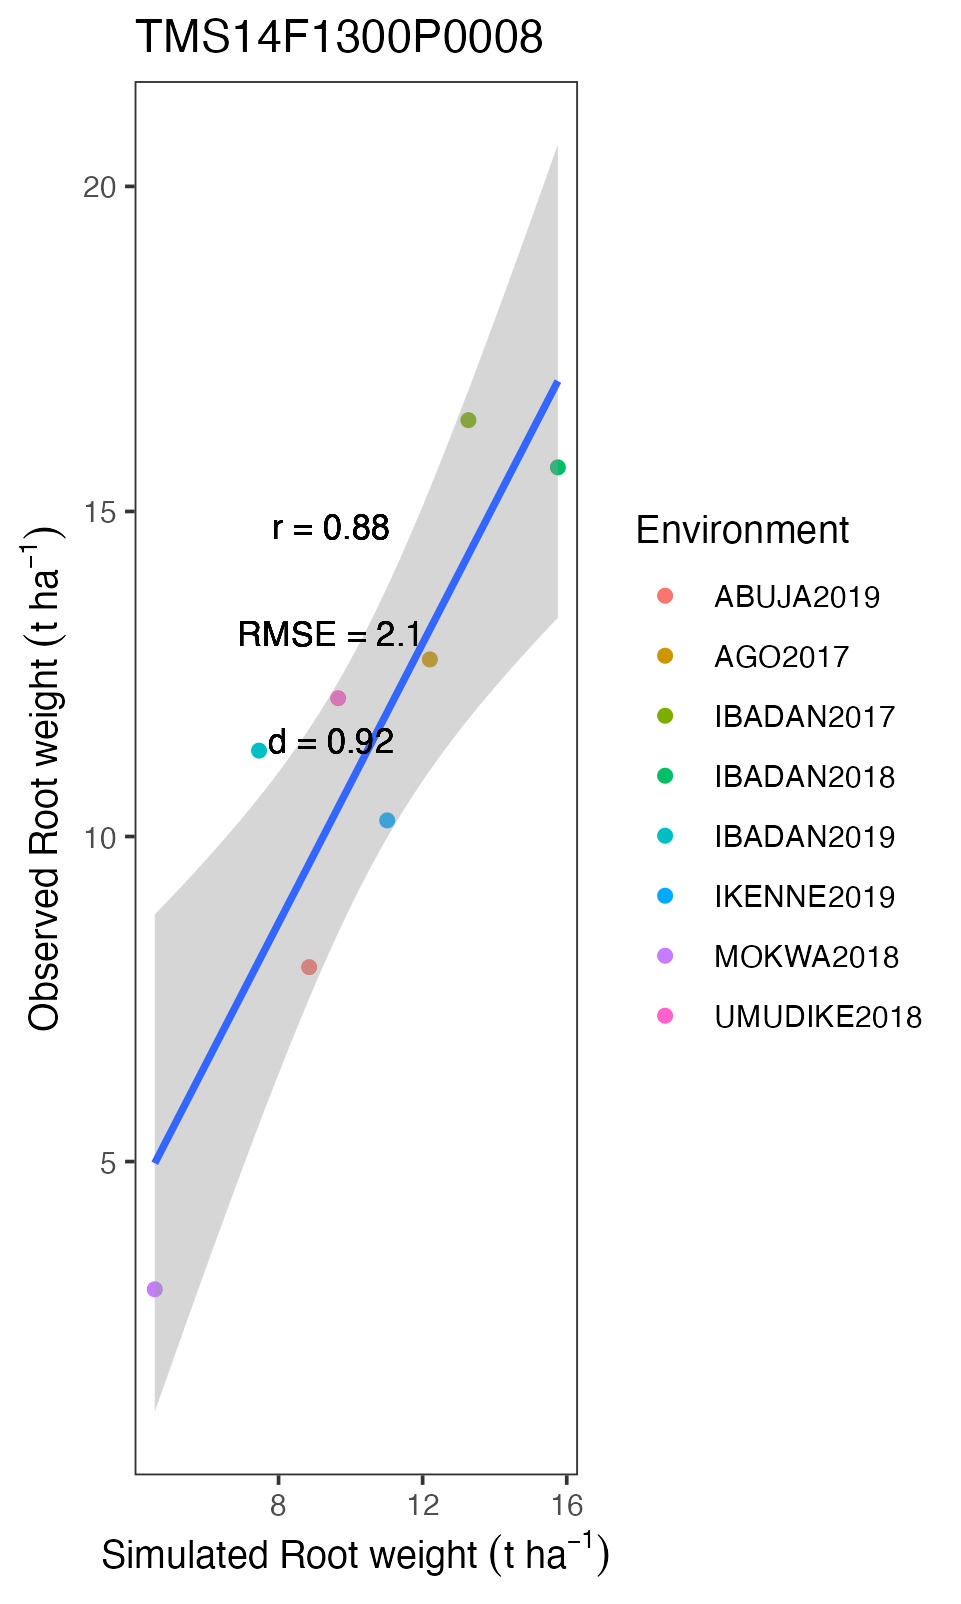 TMS14F1300P0008
20
15
10
5
Observed Root weight (t ha⁻¹)
r = 0.88
RMSE = 2.1
d = 0.92
8 12 16
Simulated Root weight (t ha⁻¹)
Environment
ABUJA2019
AGO2017
IBADAN2017
IBADAN2018
IBADAN2019
IKENNE2019
MOKWA2018
UMUDIKE2018